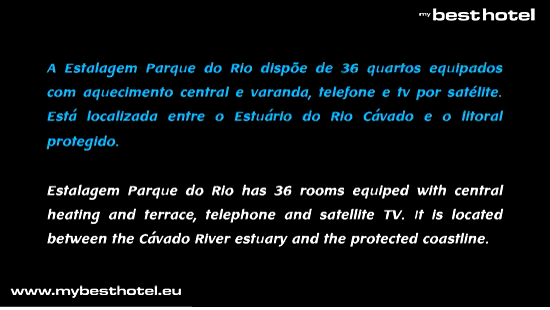 my besthotel
A Estalagem Parque do Rio dispõe de 36 quartos equipados
com aquecimento central e varanda, telefone e tv por satélite.
Está localizada entre o Estuário do Rio Cávado e o litoral
protegido.
Estalagem Parque do Rio has 36 rooms equiped with central
heating and terrace, telephone and satellite TV. It is located
between the Cávado River estuary and the protected coastline.
www.mybesthotel.eu